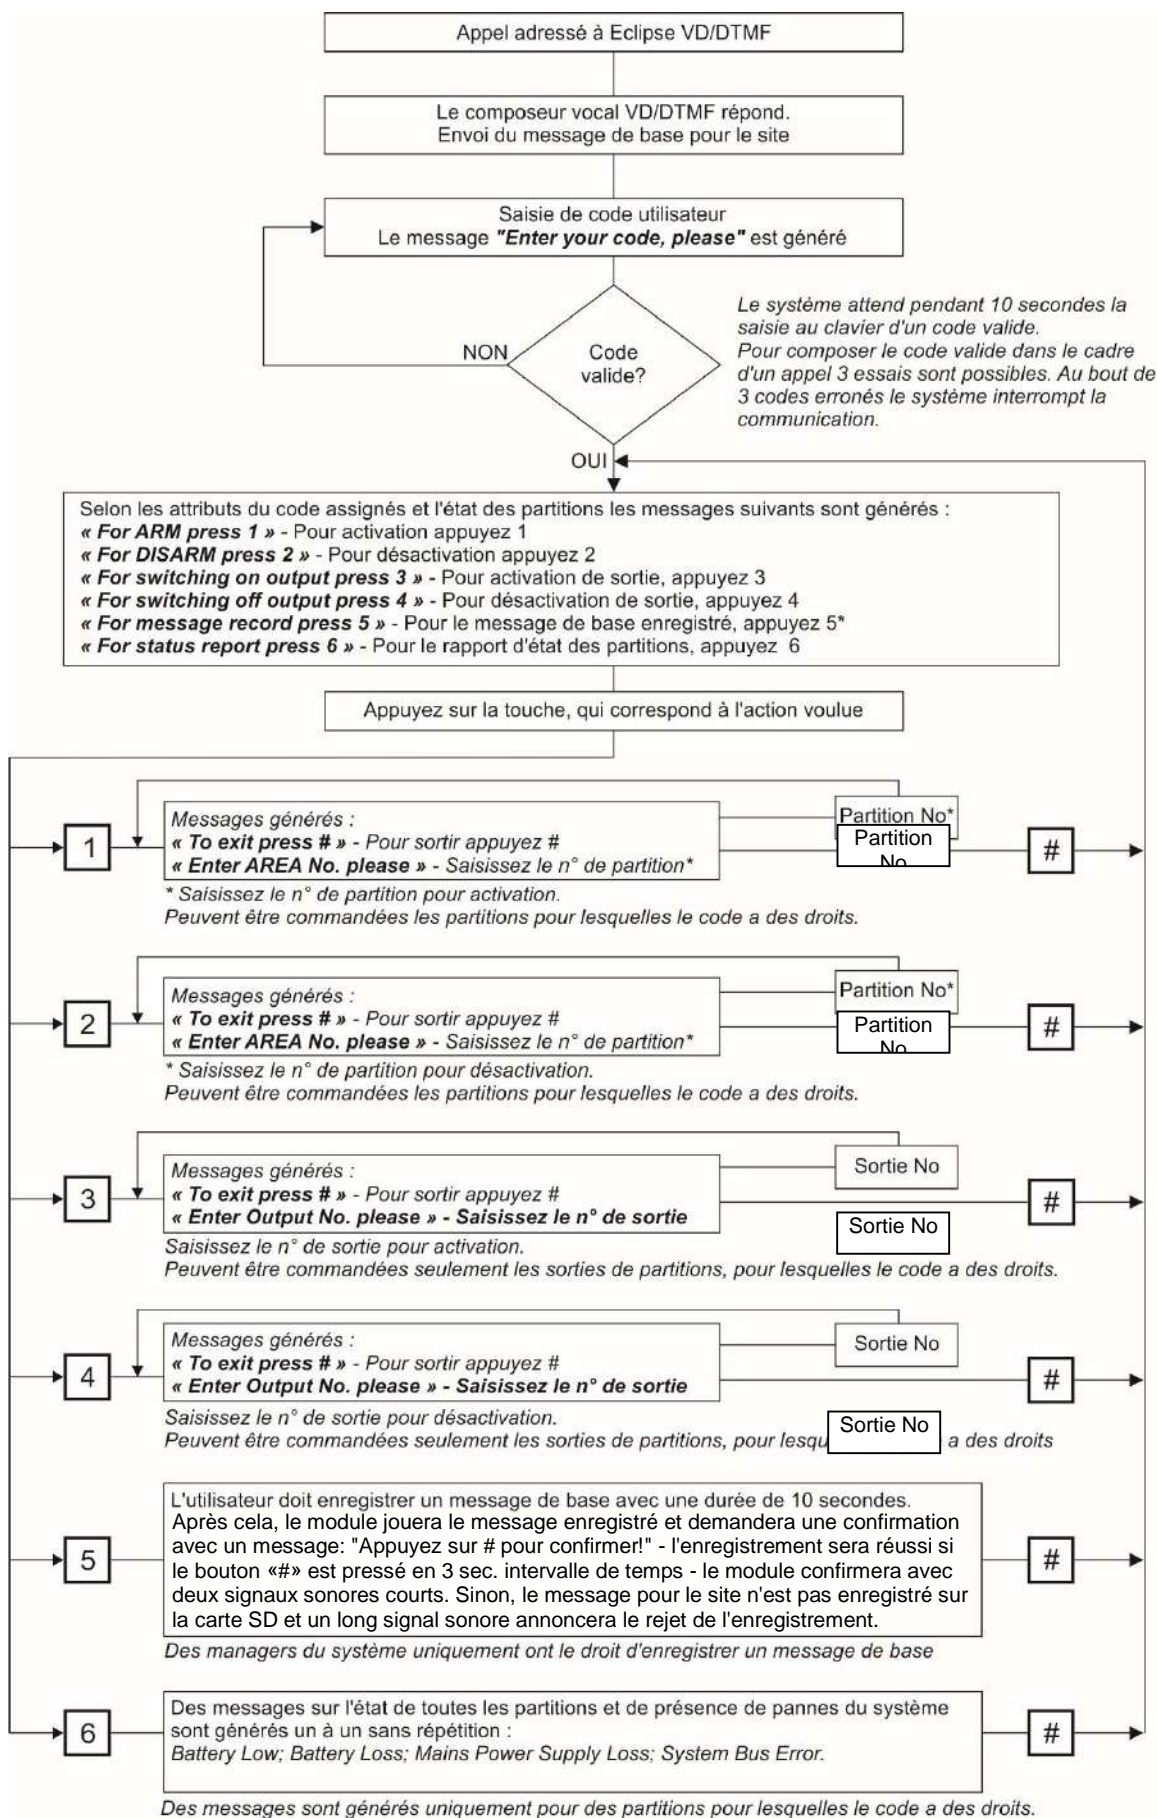 Appel adressé à Eclipse VD/DTMF
Le composeur vocal VD/DTMF répond.
Envoi du message de base pour le site
Saisie de code utilisateur
Le message "Enter your code, please" est généré
Le système attend pendant 10 secondes la
saisie au clavier d'un code valide.
Pour composer le code valide dans le cadre
d'un appel 3 essais sont possibles. Au bout de
3 codes erronés le système interrompt la
communication.
NON
Code
valide?
OUI
Selon les attributs du code assignés et l'état des partitions les messages suivants sont générés :
« For ARM press 1 » - Pour activation appuyez 1
« For DISARM press 2 » - Pour désactivation appuyez 2
« For switching on output press 3 » - Pour activation de sortie, appuyez 3
« For switching off output press 4 » - Pour désactivation de sortie, appuyez 4
« For message record press 5 » - Pour le message de base enregistré, appuyez 5*
« For status report press 6 » - Pour le rapport d'état des partitions, appuyez 6
Appuyez sur la touche, qui correspond à l'action voulue
1
Messages générés :
« To exit press # » - Pour sortir appuyez #
« Enter AREA No. please » - Saisissez le n° de partition*
Partition No*
Partition
No
#
* Saisissez le n° de partition pour activation.
Peuvent être commandées les partitions pour lesquelles le code a des droits.
2
Messages générés :
« To exit press # » - Pour sortir appuyez #
« Enter AREA No. please » - Saisissez le n° de partition*
Partition No*
Partition
No
#
* Saisissez le n° de partition pour désactivation.
Peuvent être commandées les partitions pour lesquelles le code a des droits.
3
Messages générés :
« To exit press # » - Pour sortir appuyez #
« Enter Output No. please » - Saisissez le n° de sortie
Sortie No
Sortie No
#
Saisissez le n° de sortie pour activation.
Peuvent être commandées seulement les sorties de partitions, pour lesquelles le code a des droits.
4
Messages générés :
« To exit press # » - Pour sortir appuyez #
« Enter Output No. please » - Saisissez le n° de sortie
Sortie No
#
Saisissez le n° de sortie pour désactivation.
Sortie No
Peuvent être commandées seulement les sorties de partitions, pour a des droits
5
L'utilisateur doit enregistrer un message de base avec une durée de 10 secondes.
Après cela, le module jouera le message enregistré et demandera une confirmation
avec un message: "Appuyez sur # pour confirmer!" - l'enregistrement sera réussi si
le bouton «#» est pressé en 3 sec. intervalle de temps - le module confirmera avec
deux signaux sonores courts. Sinon, le message pour le site n'est pas enregistré sur
la carte SD et un long signal sonore annoncera le rejet de l'enregistrement.
#
Des managers du système uniquement ont le droit d'enregistrer un message de base
6
Des messages sur l'état de toutes les partitions et de présence de pannes du système
sont générés un à un sans répétition :
Battery Low; Battery Loss; Mains Power Supply Loss; System Bus Error.
#
Des messages sont générés uniquement pour des partitions pour lesquelles le code a des droits.